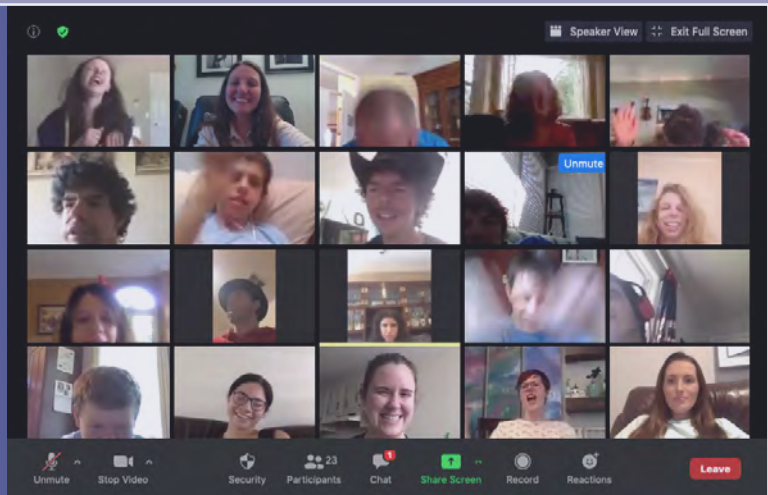 Speaker View
Exit Full Screen
Unmute
Unmute
Stop Video
Security
Participants
23
Chat
1
Share Screen
Record
Reactions
Leave